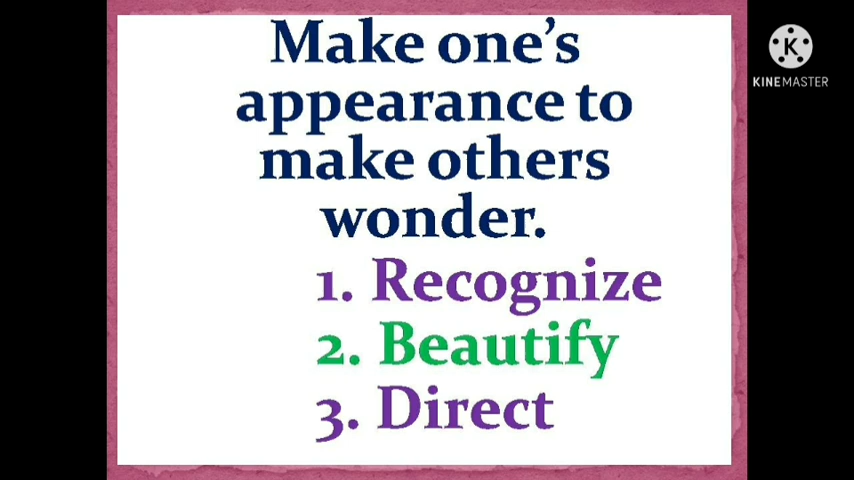 Make one's
appearance to
make others
wonder.
1. Recognize
2. Beautify
3. Direct
K
KINEMASTER